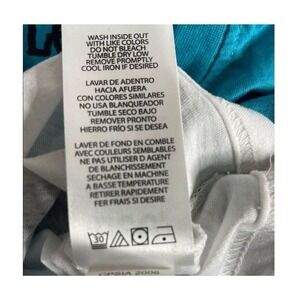 WASH INSIDE OUT
WITH LIKE COLORS
DO NOT BLEACH
TUMBLE DRY LOW
REMOVE PROMPTLY
COOL IRON IF DESIRED
LAVAR DE ADENTRO
HACIA AFUERA
CON COLORES SIMILARES
NO USA BLANQUEADOR
TUMBLE SECO BAJO
REMOVER PRONTO
HIERRO FRÍO SI SE DESEA
LAVER DE FOND EN COMBLE
AVEC COULEURS SEMBLABLES
NE PAS UTILISER D AGENT
DE BLANCHISSEMENT
SECHAGE EN MACHINE
A BASSE TEMPERATURE
RETIRER RAPIDEMENT
FER FRAIS SI DESIRE
30
CPSIA 2008